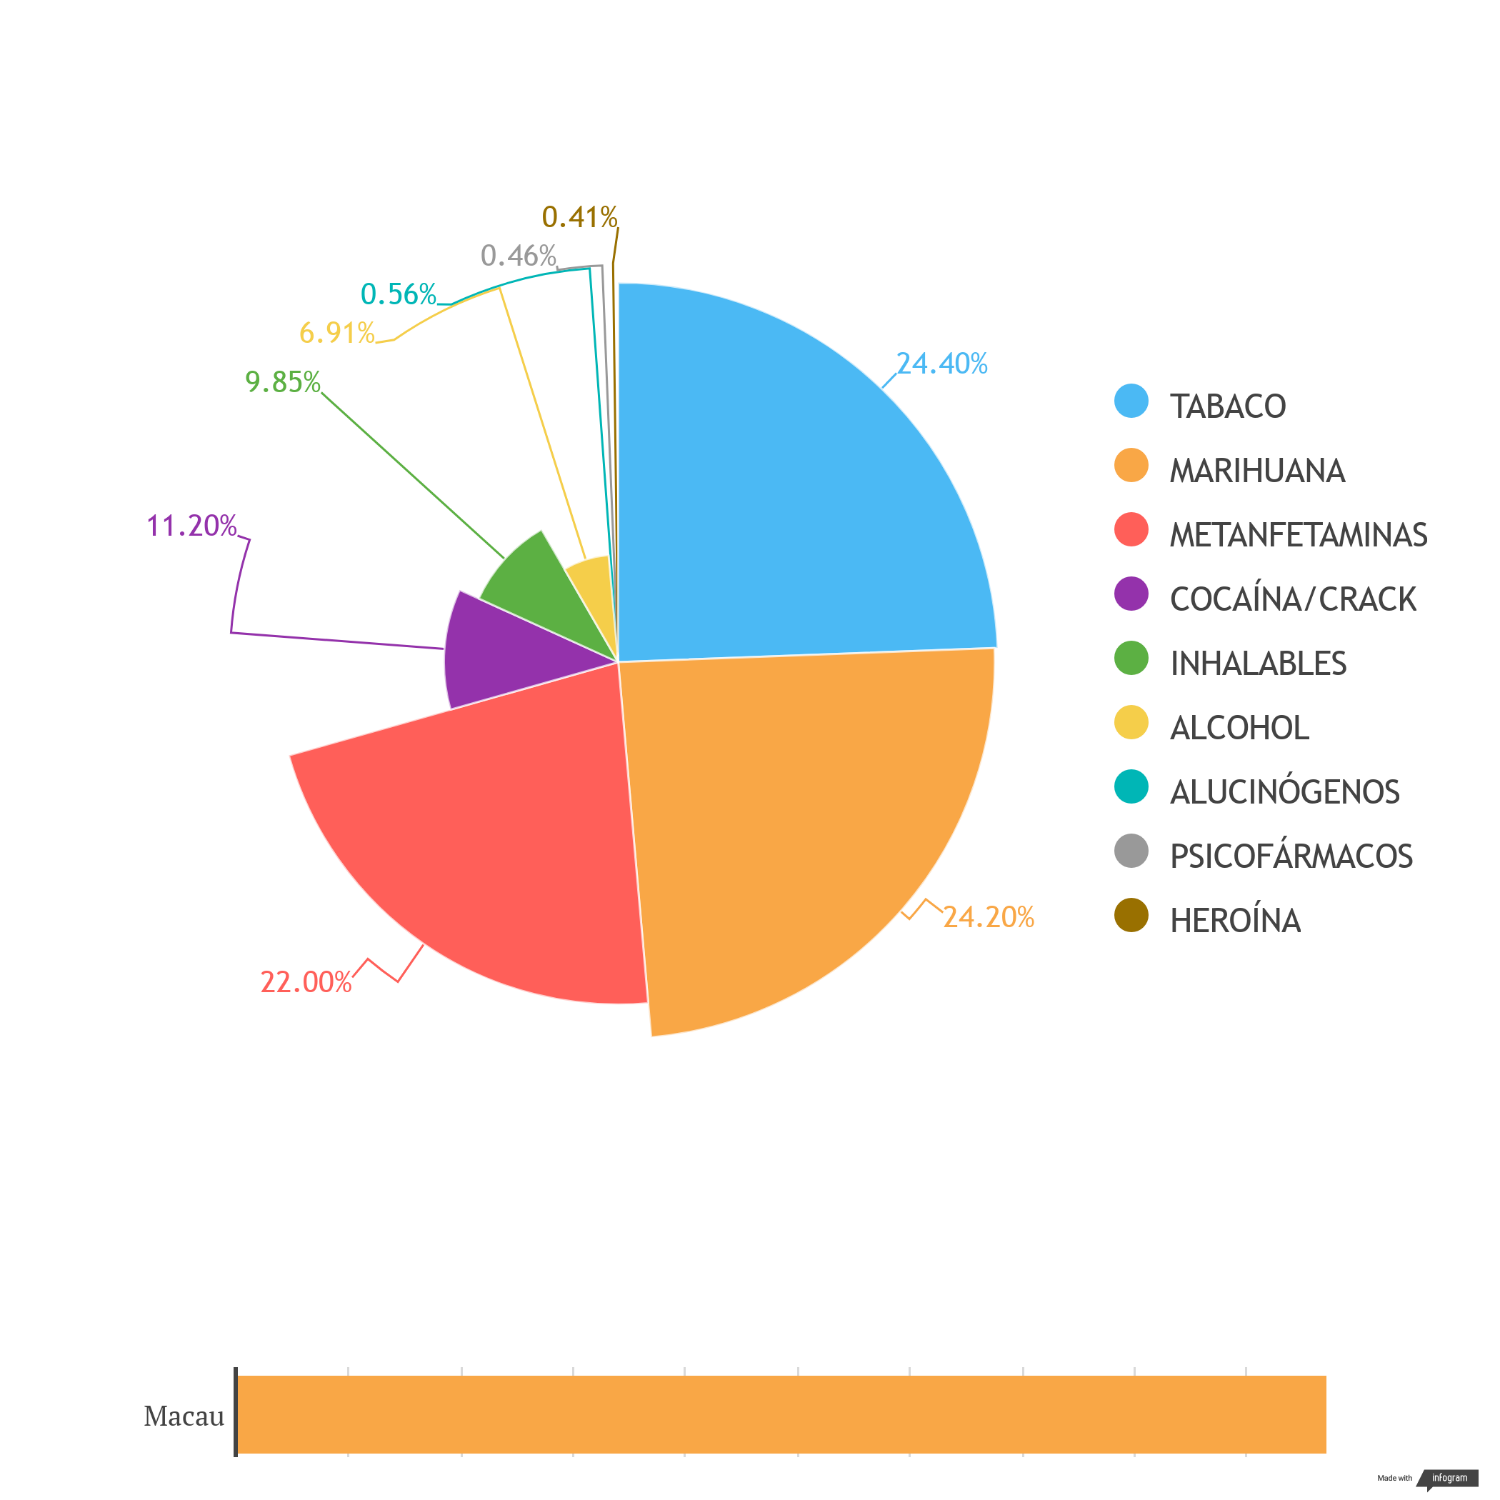 0.41%
0.46%
0.56%
6.91%
9.85%
11.20%
24.40%
24.20%
22.00%
TABACO
MARIHUANA
METANFETAMINAS
COCAÍNA/CRACK
INHALABLES
ALCOHOL
ALUCINÓGENOS
PSICOFÁRMACOS
HEROÍNA
Macau
Made with infogram